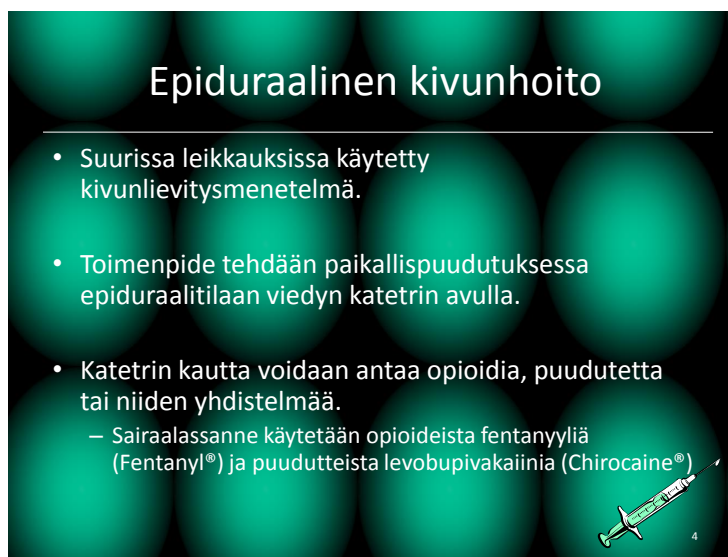 Epiduraalinen kivunhoito
• Suurissa leikkauksissa käytetty
kivunlievitysmenetelmä.
• Toimenpide tehdään paikallispuudutuksessa
epiduraalitilaan viedyn katetrin avulla.
• Katetrin kautta voidaan antaa opioidia, puudutetta
tai niiden yhdistelmää.
– Sairaalassanne käytetään opioideista fentanyyliä
(Fentanyl®) ja puudutteista levobupivakaiinia (Chirocaine®)
4